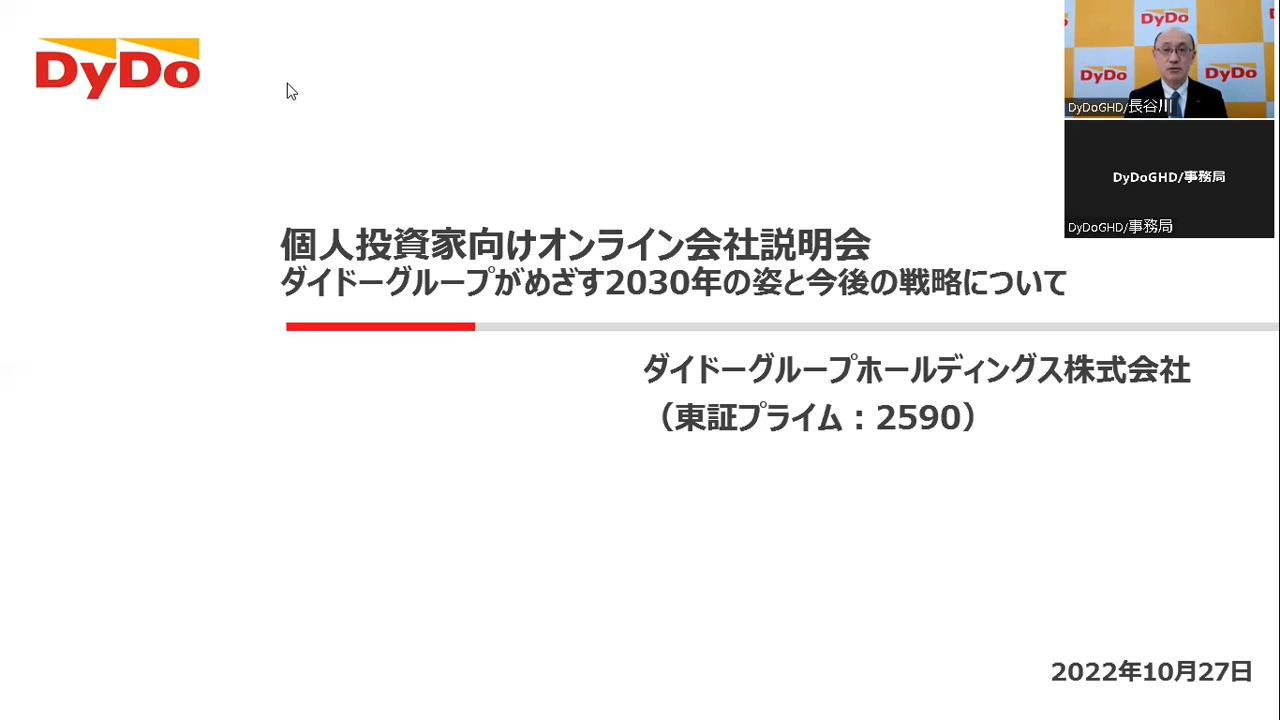 DyDo
DyDo
DyDo
DyDo
DyDoGHD/長谷川
DyDoGHD/事務局
DyDoGHD/事務局
個人投資家向けオンライン会社説明会
ダイドーグループがめざす2030年の姿と今後の戦略について
ダイドーグループホールディングス株式会社
（東証プライム：2590）
2022年10月27日